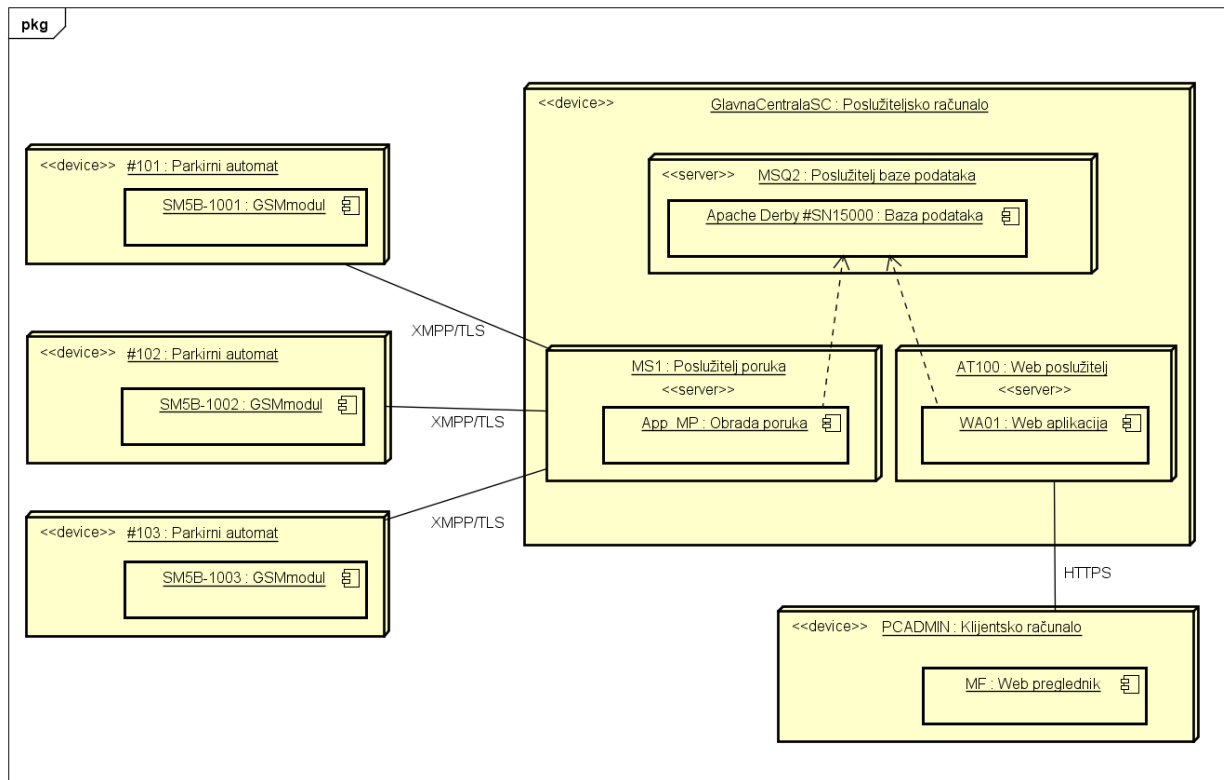 pkg
<<device>> GlavnaCentralaSC : Poslužiteljsko računalo
<<device>> #101 : Parkirni automat
SM5B-1001 : GSMmodul
<<server>> MSQ2 : Poslužitelj baze podataka
Apache Derby #SN15000 : Baza podataka
XMPP/TLS
<<device>> #102 : Parkirni automat
SM5B-1002 : GSMmodul
XMPP/TLS
MS1 : Poslužitelj poruka
<<server>>
App_MP : Obrada poruka
AT100 : Web poslužitelj
<<server>>
WA01 : Web aplikacija
<<device>> #103 : Parkirni automat
SM5B-1003 : GSMmodul
XMPP/TLS
HTTPS
<<device>> PCADMIN : Klijentsko računalo
MF : Web preglednik